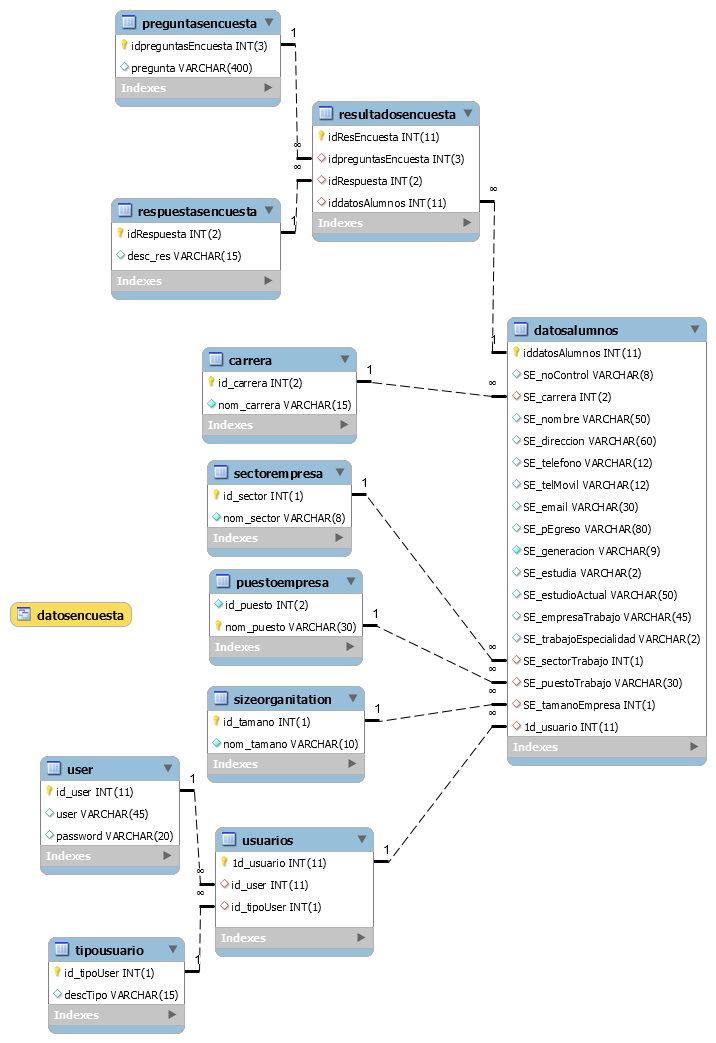 preguntasencuesta
idpreguntasEncuesta INT(3)
pregunta VARCHAR(400)
Indexes
1
∞
resultadosencuesta
idResEncuesta INT(11)
idpreguntasEncuesta INT(3)
idRespuesta INT(2)
iddatosAlumnos INT(11)
Indexes
∞
1
respuestasencuesta
idRespuesta INT(2)
desc_res VARCHAR(15)
Indexes
∞
1
datosalumnos
iddatosAlumnos INT(11)
SE_noControl VARCHAR(8)
SE_carrera INT(2)
SE_nombre VARCHAR(50)
SE_direccion VARCHAR(60)
SE_telefono VARCHAR(12)
SE_telMovil VARCHAR(12)
SE_email VARCHAR(30)
SE_pEgreso VARCHAR(80)
SE_generacion VARCHAR(9)
SE_estudia VARCHAR(2)
SE_estudioActual VARCHAR(50)
SE_empresaTrabajo VARCHAR(45)
SE_trabajoEspecialidad VARCHAR(2)
SE_sectorTrabajo INT(1)
SE_puestoTrabajo VARCHAR(30)
SE_tamanoEmpresa INT(1)
1d_usuario INT(11)
Indexes
carrera
id_carrera INT(2)
nom_carrera VARCHAR(15)
Indexes
1
∞
sectorempresa
id_sector INT(1)
nom_sector VARCHAR(8)
Indexes
1
∞
puestoempresa
id_puesto INT(2)
nom_puesto VARCHAR(30)
Indexes
1
∞
datosencuesta
sizeorganitation
id_tamano INT(1)
nom_tamano VARCHAR(10)
Indexes
1
∞
user
id_user INT(11)
user VARCHAR(45)
password VARCHAR(20)
Indexes
1
∞
usuarios
1d_usuario INT(11)
id_user INT(11)
id_tipoUser INT(1)
Indexes
1
∞
tipousuario
id_tipoUser INT(1)
descTipo VARCHAR(15)
Indexes
1
∞